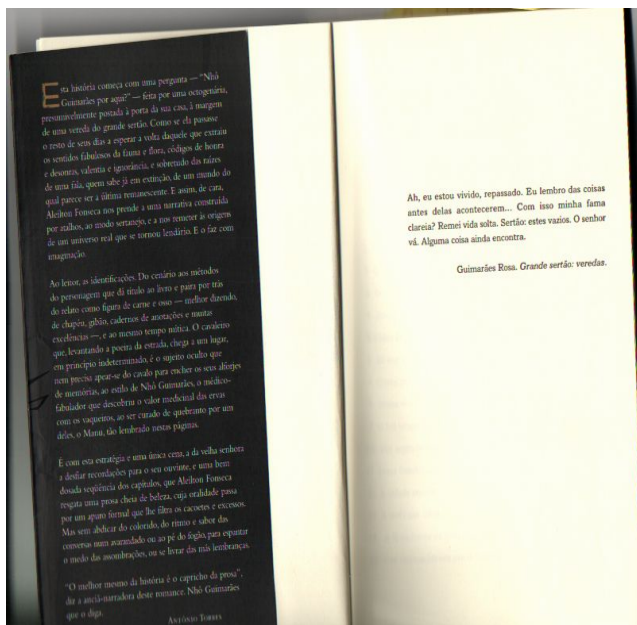 Esta história começa com uma pergunta — "Nhô
Guimarães por aqui?" — feita por uma octogenária,
presumivelmente postada à porta da sua casa, à margem
de uma vereda do grande sertão. Como se ela passasse
o resto de seus dias a esperar a volta daquele que extraiu
os sentidos fabulosos da fauna e flora, códigos de honra
e desonras, valentia e ignorância, e sobretudo das raízes
de uma fala, quem sabe já em extinção, de um mundo do
qual parece ser a última remanescente. E assim, de cara,
Aleilton Fonseca nos prende a uma narrativa construída
por atalhos, ao modo sertanejo, e a nos remeter às origens
de um universo real que se tornou lendário. E o faz com
imaginação.
Ao leitor, as identificações. Do cenário aos métodos
do personagem que dá título ao livro e paira por trás
do relato como figura de carne e osso — melhor dizendo,
de chapéu, gibão, cadernos de anotações e muitas
excelências —, e ao mesmo tempo mítica. O cavaleiro
que, levantando a poeira da estrada, chega a um lugar,
em princípio indeterminado, é o sujeito oculto que
nem precisa apear-se do cavalo para encher os seus alforjes
de memórias, ao estilo de Nhô Guimarães, o médico-
fabulador que descobriu o valor medicinal das ervas
com os vaqueiros, ao ser curado de quebranto por um
deles, o Manu, tão lembrado nestas páginas.
É com esta estratégia e uma única cena, a da velha senhora
a desfiar recordações para o seu ouvinte, e uma bem
dosada seqüência dos capítulos, que Aleilton Fonseca
resgata uma prosa cheia de beleza, cuja oralidade passa
por um apuro formal que lhe filtra os cacoetes e excessos.
Mas sem abdicar do colorido, do ritmo e sabor das
conversas num avarandado ou ao pé do fogão, para espantar
o medo das assombrações, ou se livrar das más lembranças.
"O melhor mesmo da história é o capricho da prosa",
diz a anciã-narradora deste romance. Nhô Guimarães
que o diga.
ANTÔNIO TORRES
Ah, eu estou vivido, repassado. Eu lembro das coisas
antes delas acontecerem... Com isso minha fama
clareia? Remei vida solta. Sertão: estes vazios. O senhor
vá. Alguma coisa ainda encontra.
Guimarães Rosa. Grande sertão: veredas.